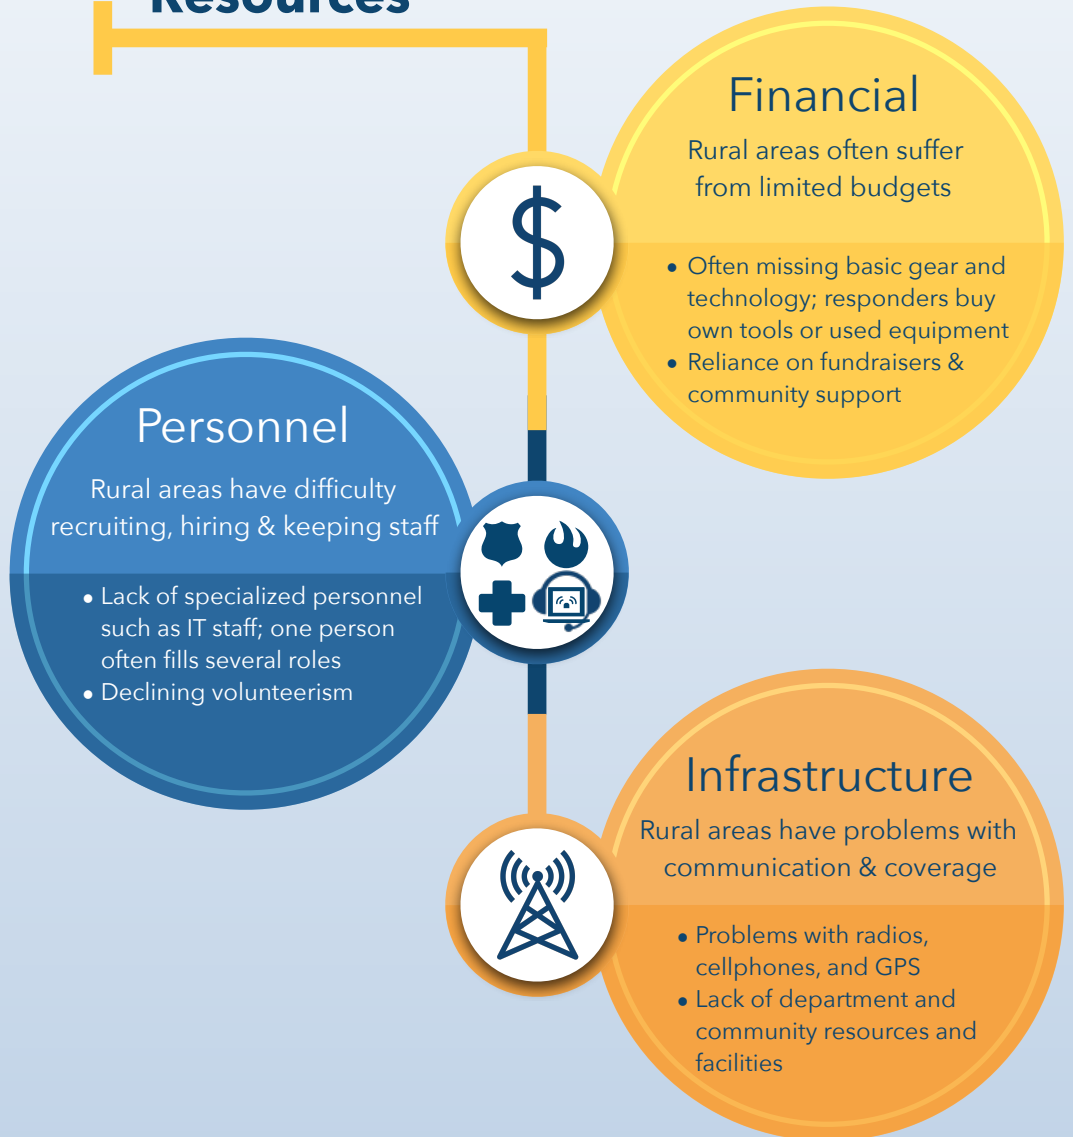 Resources
Financial
Rural areas often suffer
from limited budgets
• Often missing basic gear and
technology; responders buy
own tools or used equipment
• Reliance on fundraisers &
community support
Personnel
Rural areas have difficulty
recruiting, hiring & keeping staff
• Lack of specialized personnel
such as IT staff; one person
often fills several roles
• Declining volunteerism
Infrastructure
Rural areas have problems with
communication & coverage
• Problems with radios,
cellphones, and GPS
• Lack of department and
community resources and
facilities